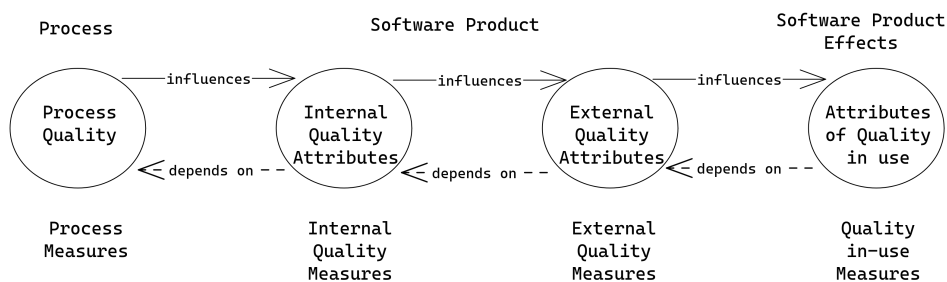 Process
Software Product
Software Product
Effects
influences
influences
influences
Process
Quality
Internal
Quality
Attributes
External
Quality
Attributes
Attributes
of Quality
in use
depends on
depends on
depends on
Process
Measures
Internal
Quality
Measures
External
Quality
Measures
Quality
in-use
Measures